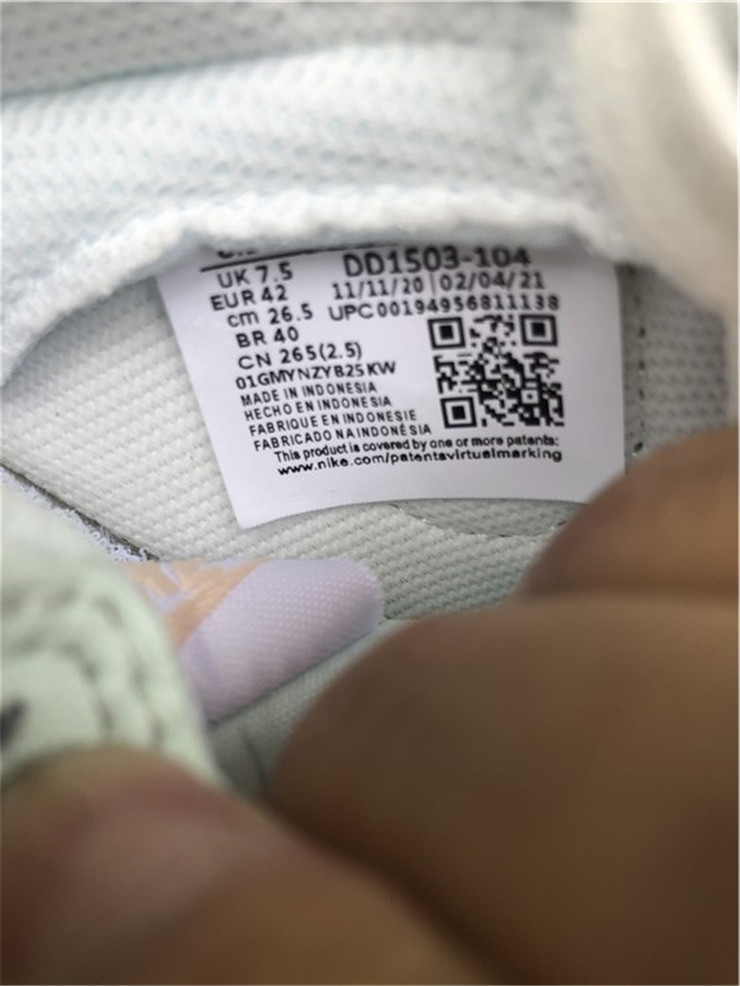 UK 7.5
EUR 42
cm 26.5
BR 40
CN 265(2.5)
DD1503-104
11/11/20 | 02/04/21
UPC00194956811138
01GMYNZYB25KW
MADE IN INDONESIA
HECHO EN INDONESIA
FABRIQUE EN INDONESIE
FABRICADO NA INDONÉSIA
This product is covered by one or more patents:
www.nike.com/patentsvirtualmarking